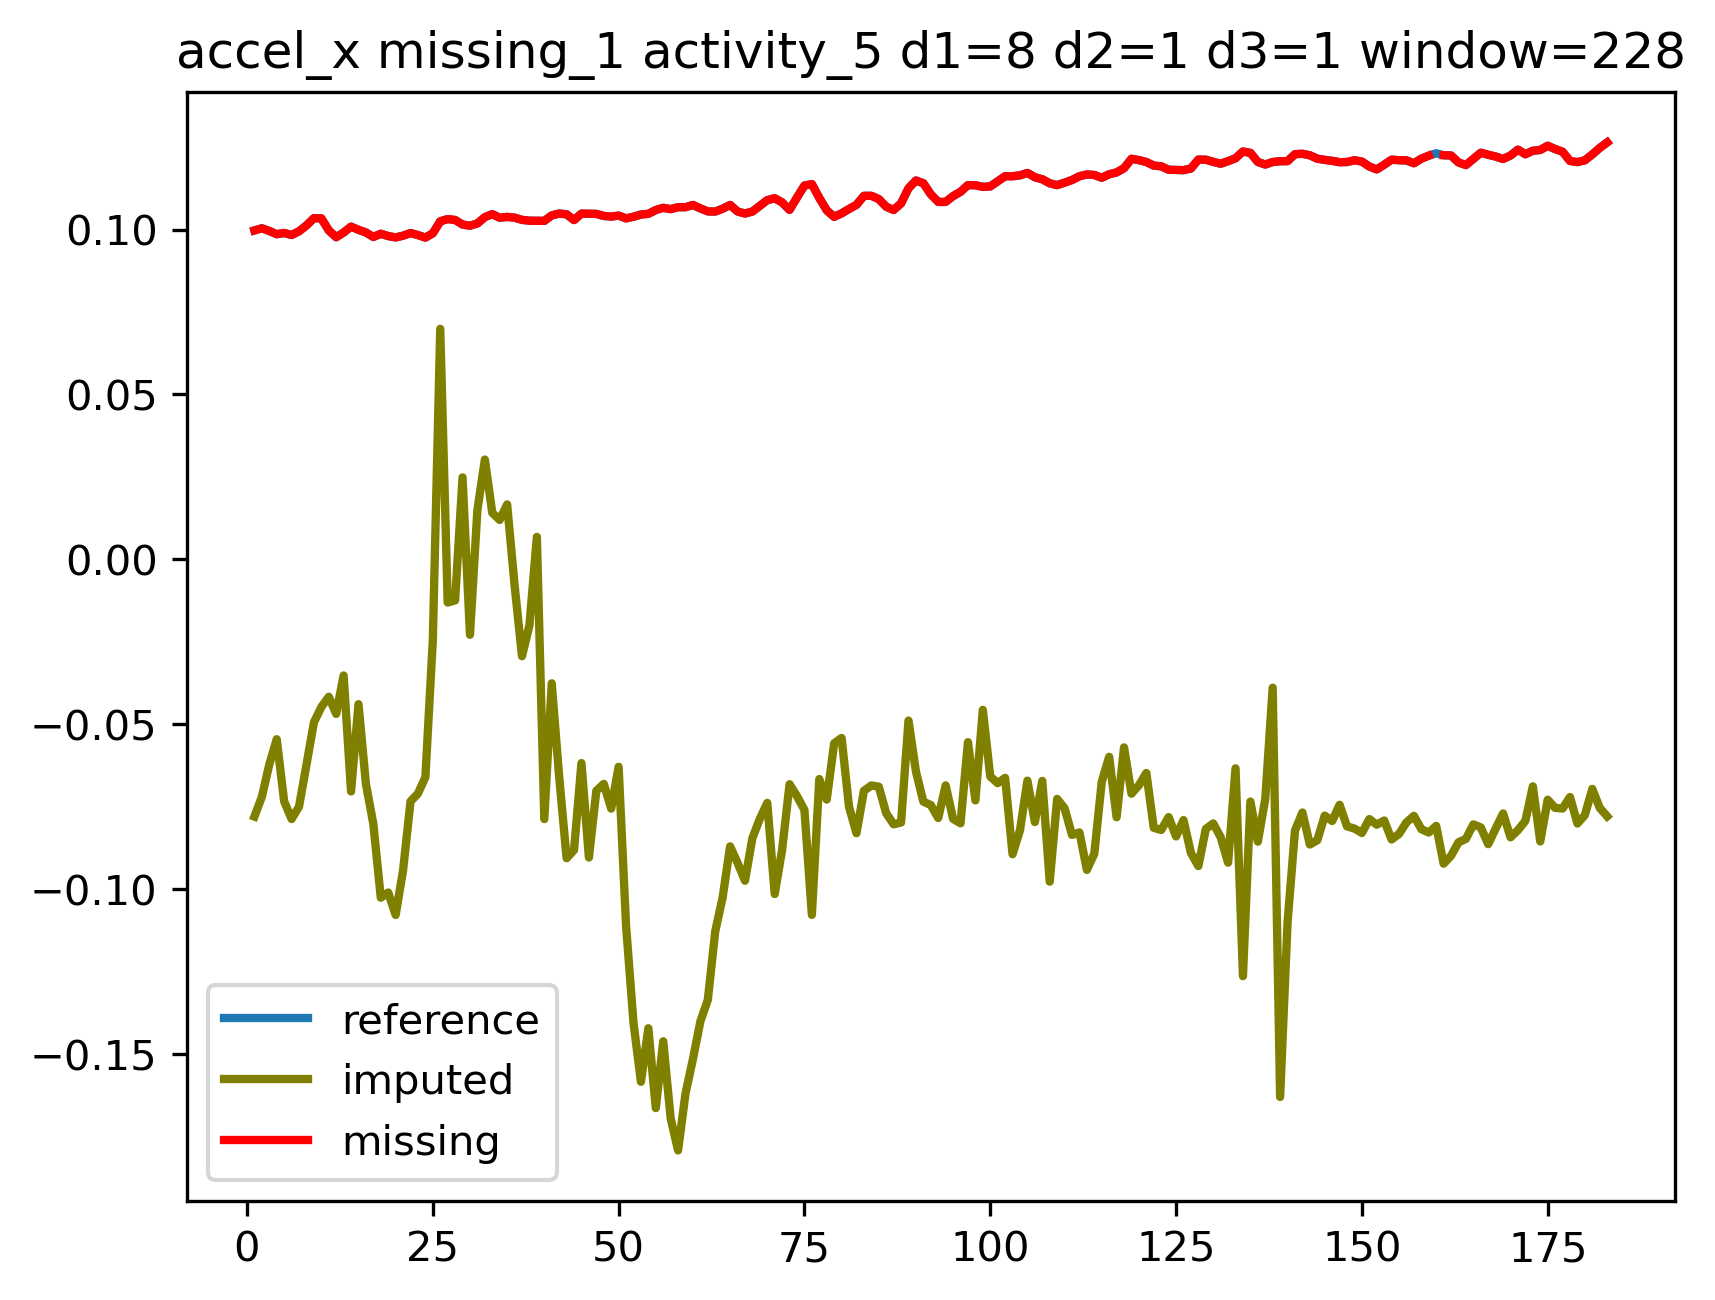 accel_x missing_1 activity_5 d1=8 d2=1 d3=1 window=228
0.10
0.05
0.00
−0.05
−0.10
−0.15
reference
imputed
missing
0 25 50 75 100 125 150 175